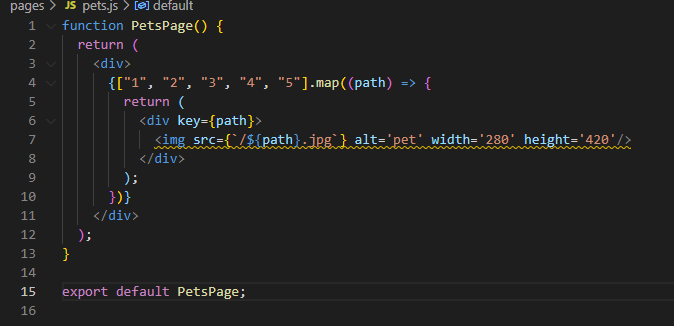 pages > JS pets.js > default
1 function PetsPage() {
2   return (
3     <div>
4       {["1", "2", "3", "4", "5"].map((path) => {
5         return (
6           <div key={path}>
7             <img src={`/${path}.jpg`} alt='pet' width='280' height='420'/>
8           </div>
9         );
10       })}
11     </div>
12   );
13 }
14
15 export default PetsPage;
16